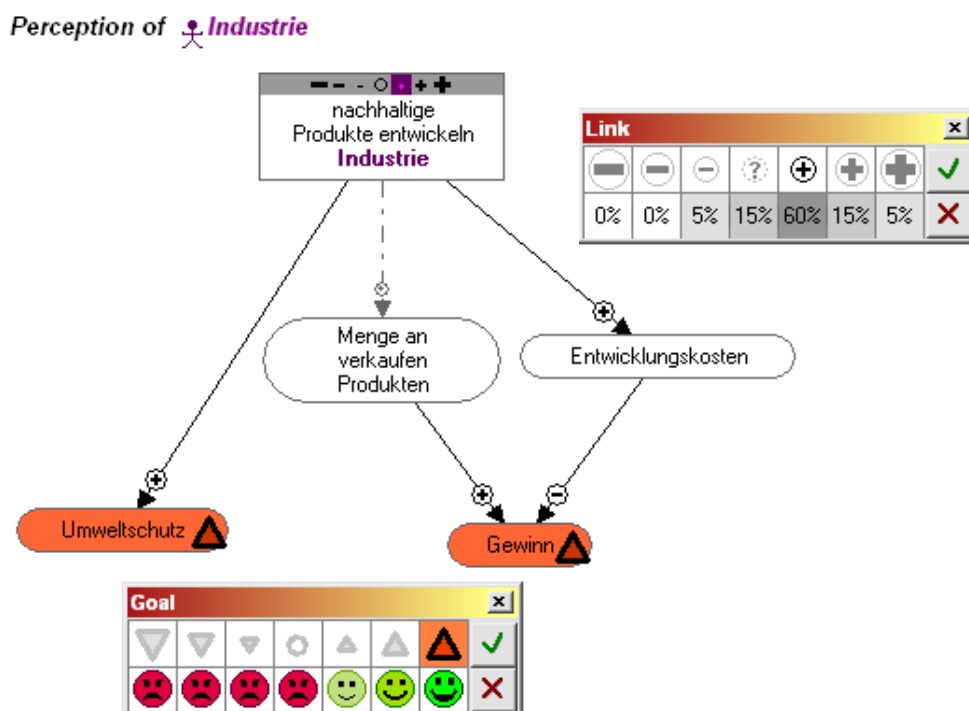 Perception of Industrie
nachhaltige
Produkte entwickeln
Industrie
Link
0% 0% 5% 15% 60% 15% 5%
Menge an
verkaufen
Produkten
Entwicklungskosten
Umweltschutz
Gewinn
Goal